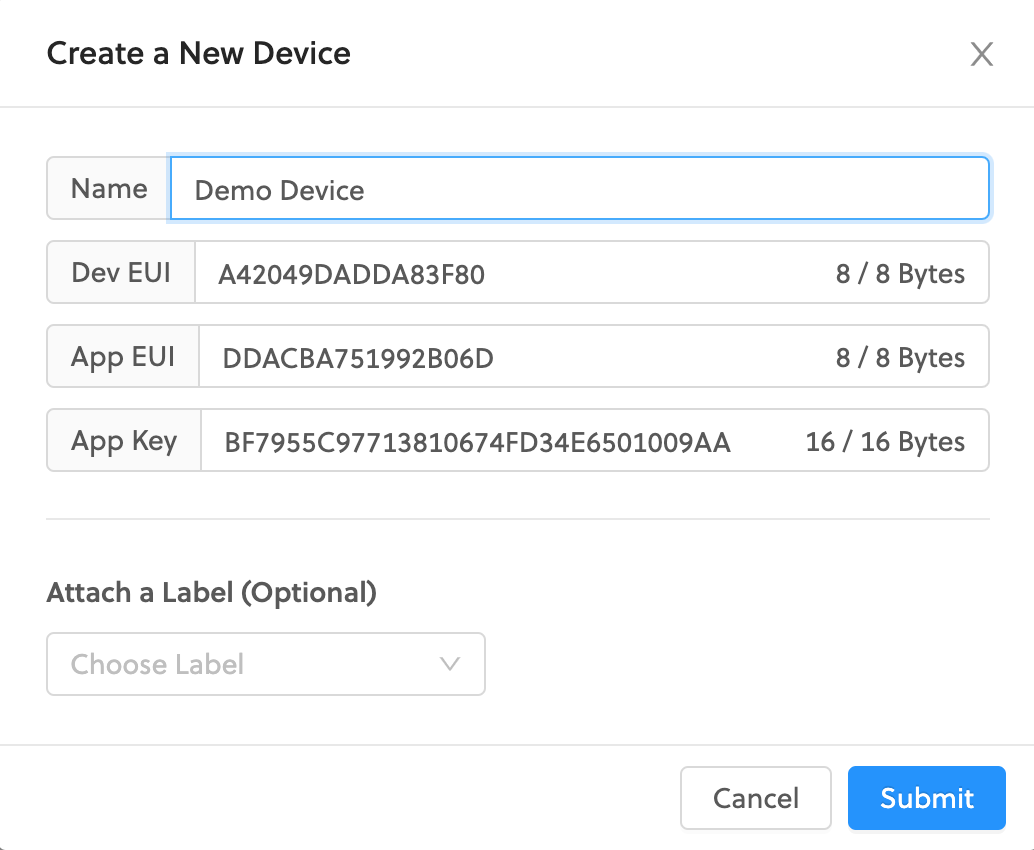 Create a New Device
Name Demo Device
Dev EUI A42049DADDA83F80 8 / 8 Bytes
App EUI DDACBA751992B06D 8 / 8 Bytes
App Key BF7955C97713810674FD34E6501009AA 16 / 16 Bytes
Attach a Label (Optional)
Choose Label
Cancel Submit